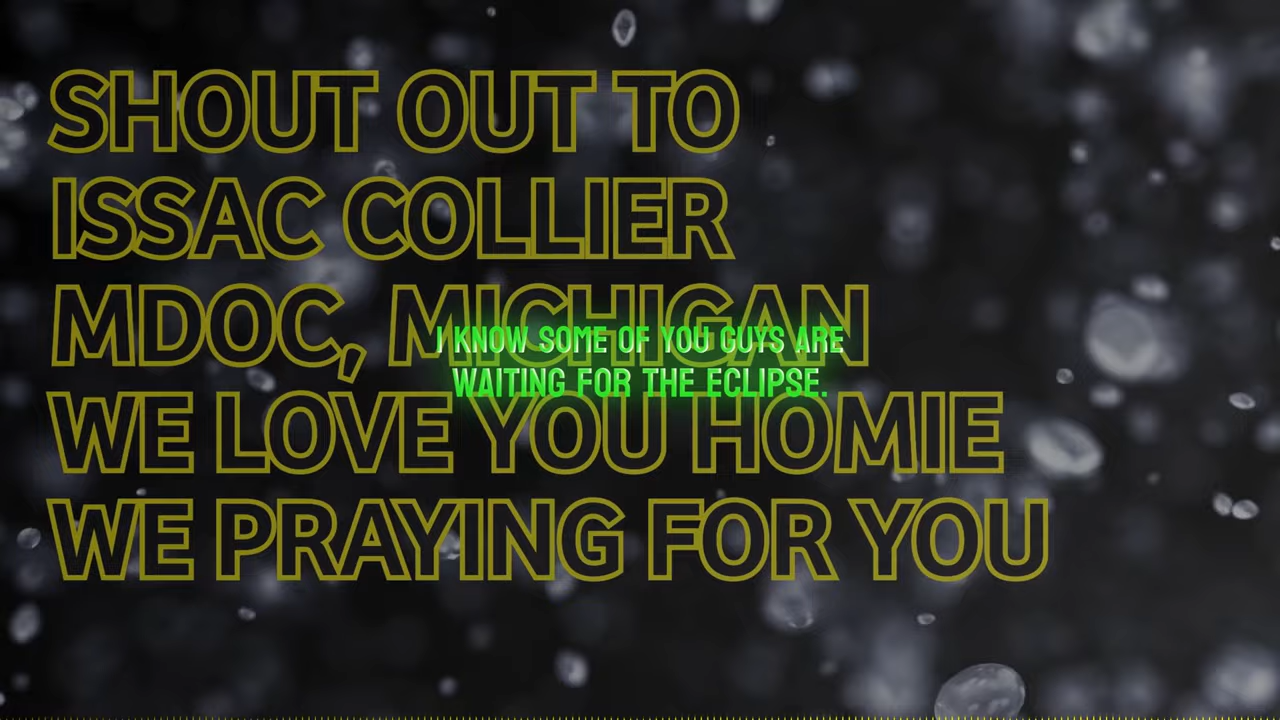 SHOUT OUT TO
ISSAC COLLIER
MDOC, MICHIGAN
I KNOW SOME OF YOU GUYS ARE
WAITING FOR THE ECLIPSE.
WE LOVE YOU HOMIE
WE PRAYING FOR YOU